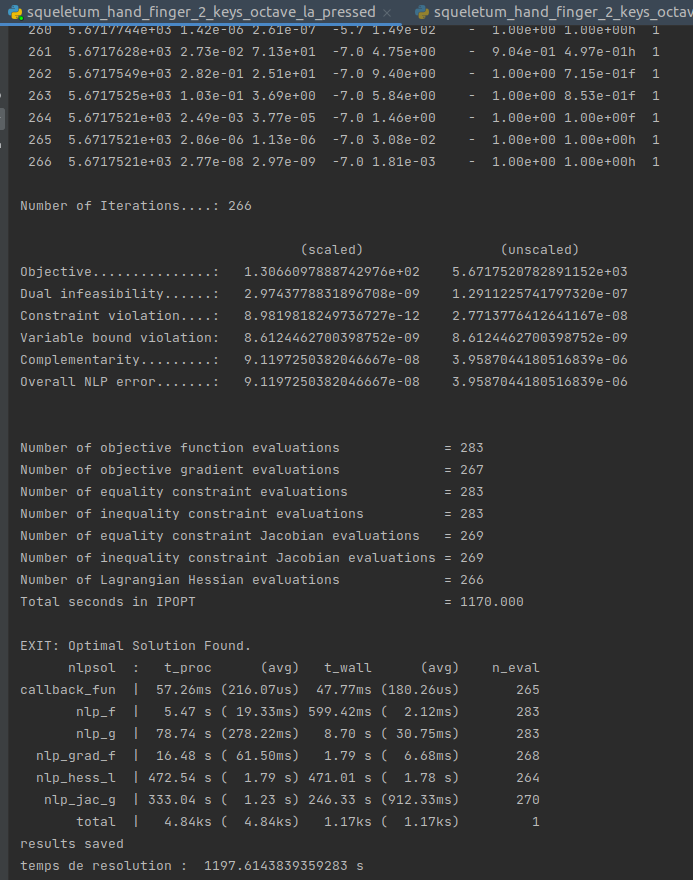 squeletum_hand_finger_2_keys_octave_la_pressed × squeletum_hand_finger_2_keys_octav
260 5.6717744e+03 1.42e-06 2.61e-07 -5.7 1.49e-02 - 1.00e+00 1.00e+00h 1
261 5.6717628e+03 2.73e-02 7.13e+01 -7.0 4.75e+00 - 9.04e-01 4.97e-01h 1
262 5.6717549e+03 2.82e-01 2.51e+01 -7.0 9.40e+00 - 1.00e+00 7.15e-01f 1
263 5.6717525e+03 1.03e-01 3.69e+00 -7.0 5.84e+00 - 1.00e+00 8.53e-01f 1
264 5.6717521e+03 2.49e-03 3.77e-05 -7.0 1.46e+00 - 1.00e+00 1.00e+00f 1
265 5.6717521e+03 2.06e-06 1.13e-06 -7.0 3.08e-02 - 1.00e+00 1.00e+00h 1
266 5.6717521e+03 2.77e-08 2.97e-09 -7.0 1.81e-03 - 1.00e+00 1.00e+00h 1
Number of Iterations....: 266
(scaled) (unscaled)
Objective...............: 1.3066097888742976e+02 5.6717520782891152e+03
Dual infeasibility......: 2.9743778831896708e-09 1.2911225741797320e-07
Constraint violation....: 8.9819818249736727e-12 2.7713776412641167e-08
Variable bound violation: 8.6124462700398752e-09 8.6124462700398752e-09
Complementarity.........: 9.1197250382046667e-08 3.9587044180516839e-06
Overall NLP error.......: 9.1197250382046667e-08 3.9587044180516839e-06
Number of objective function evaluations = 283
Number of objective gradient evaluations = 267
Number of equality constraint evaluations = 283
Number of inequality constraint evaluations = 283
Number of equality constraint Jacobian evaluations = 269
Number of inequality constraint Jacobian evaluations = 269
Number of Lagrangian Hessian evaluations = 266
Total seconds in IPOPT = 1170.000
EXIT: Optimal Solution Found.
nlpsol : t_proc (avg) t_wall (avg) n_eval
callback_fun | 57.26ms (216.07us) 47.77ms (180.26us) 265
nlp_f | 5.47 s ( 19.33ms) 599.42ms ( 2.12ms) 283
nlp_g | 78.74 s (278.22ms) 8.70 s ( 30.75ms) 283
nlp_grad_f | 16.48 s ( 61.50ms) 1.79 s ( 6.68ms) 268
nlp_hess_l | 472.54 s ( 1.79 s) 471.01 s ( 1.78 s) 264
nlp_jac_g | 333.04 s ( 1.23 s) 246.33 s (912.33ms) 270
total | 4.84ks ( 4.84ks) 1.17ks ( 1.17ks) 1
results saved
temps de resolution : 1197.6143839359283 s